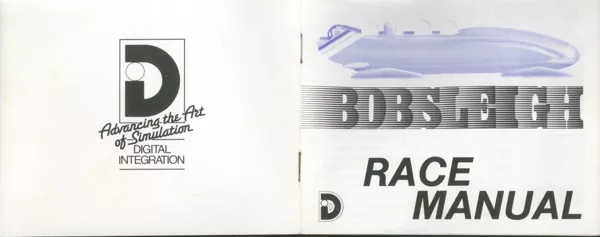 Advancing the Art
of Simulation
DIGITAL
INTEGRATION
BOBSLEIGH
RACE
MANUAL